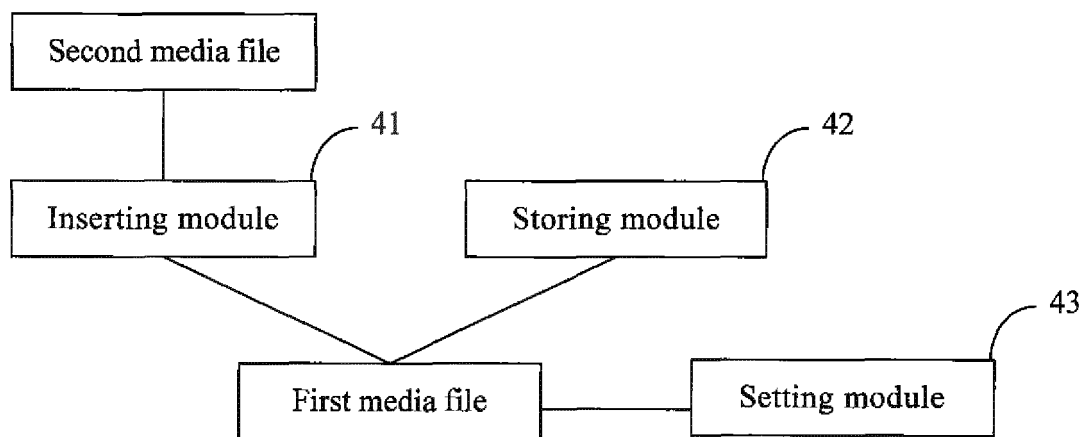 Second media file
41
42
Inserting module
Storing module
43
First media file
Setting module